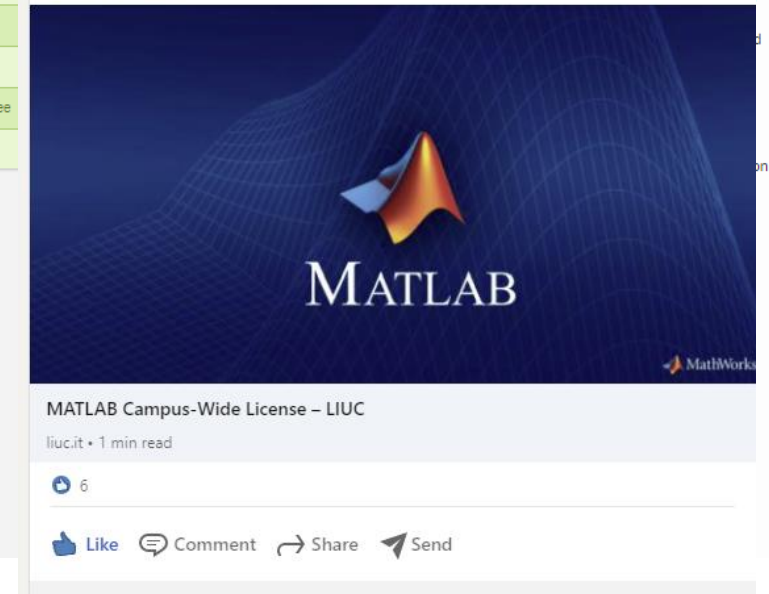 MATLAB
MathWorks
MATLAB Campus-Wide License – LIUC
liuc.it • 1 min read
6
Like Comment Share Send